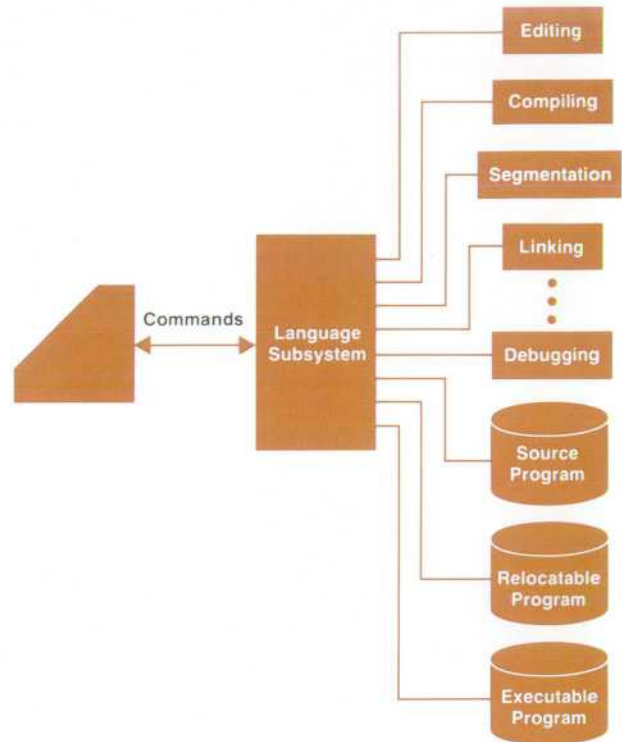 Editing
Compiling
Segmentation
Linking
Debugging
Commands
Language
Subsystem
Source
Program
Relocatable
Program
Executable
Program